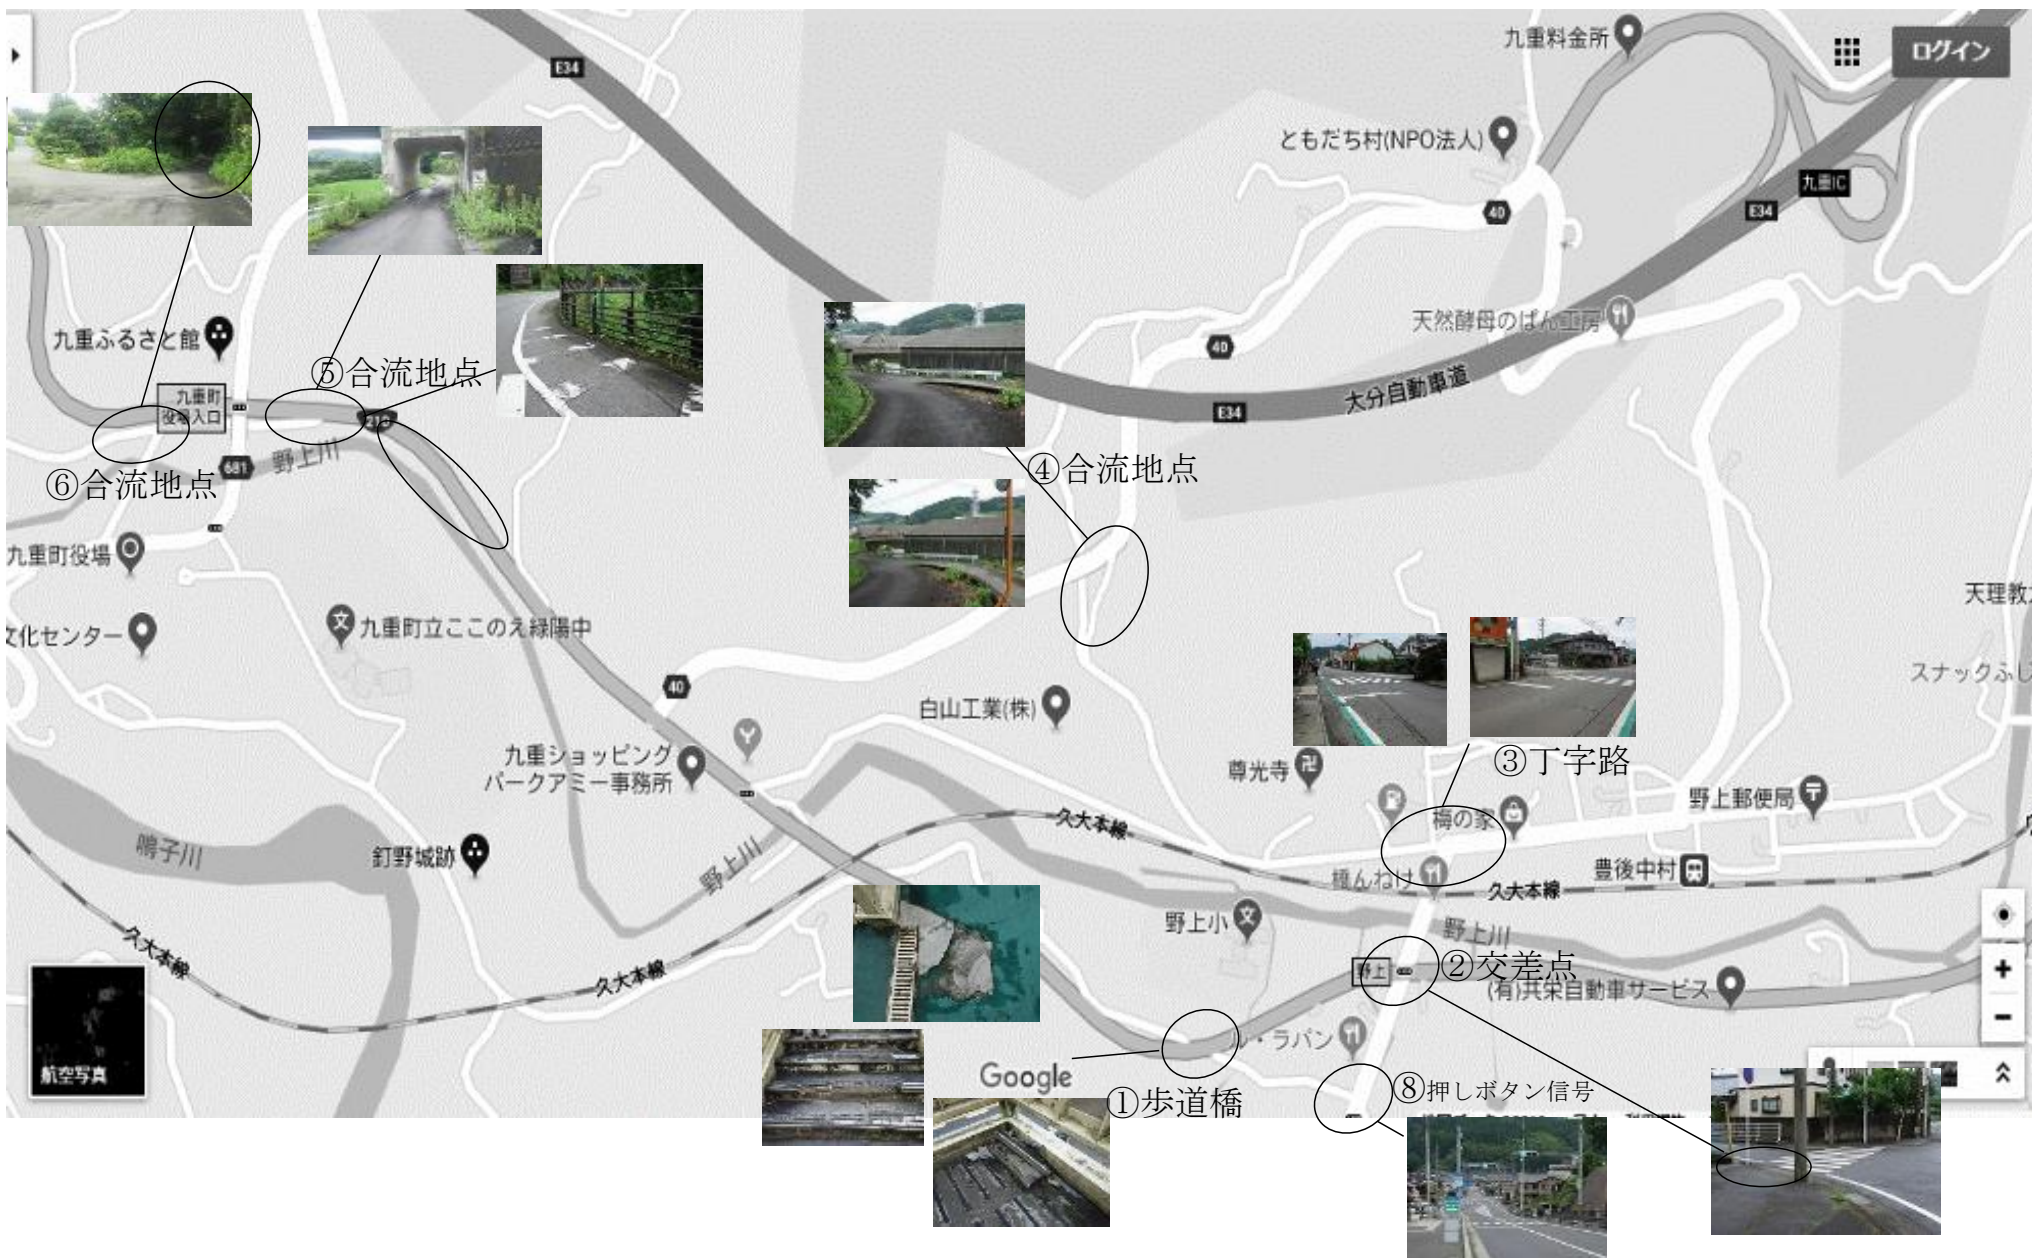 九重料金所
ログイン
E34
ともだち村(NPO法人)
九重IC
E34
40
九重ふるさと館
天然酵母のぱん工房
40
⑤合流地点
大分自動車道
九重町
役場入口
E34
681
野上川
④合流地点
⑥合流地点
九重町役場
天理教
文化センター
九重町立ここのえ緑陽中
スナックふじ
40
白山工業(株)
九重ショッピング
パークアミー事務所
尊光寺
③丁字路
野上郵便局
久大本線
梅の家
鳴子川
釘野城跡
野上川
豊後中村
久大本線
野上小
野上川
久大本線
久大本線
野上
②交差点
(有)共栄自動車サービス
ル・ラパン
航空写真
Google
①歩道橋
⑧押しボタン信号